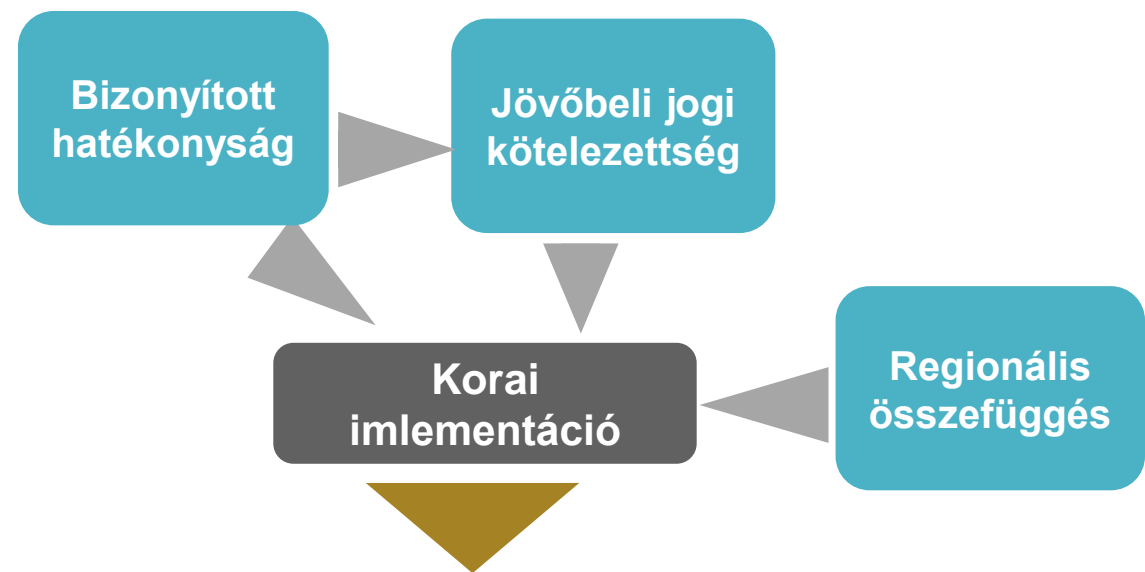 Bizonyított
hatékonyság
Jövőbeli jogi
kötelezettség
Korai
imlementáció
Regionális
összefüggés